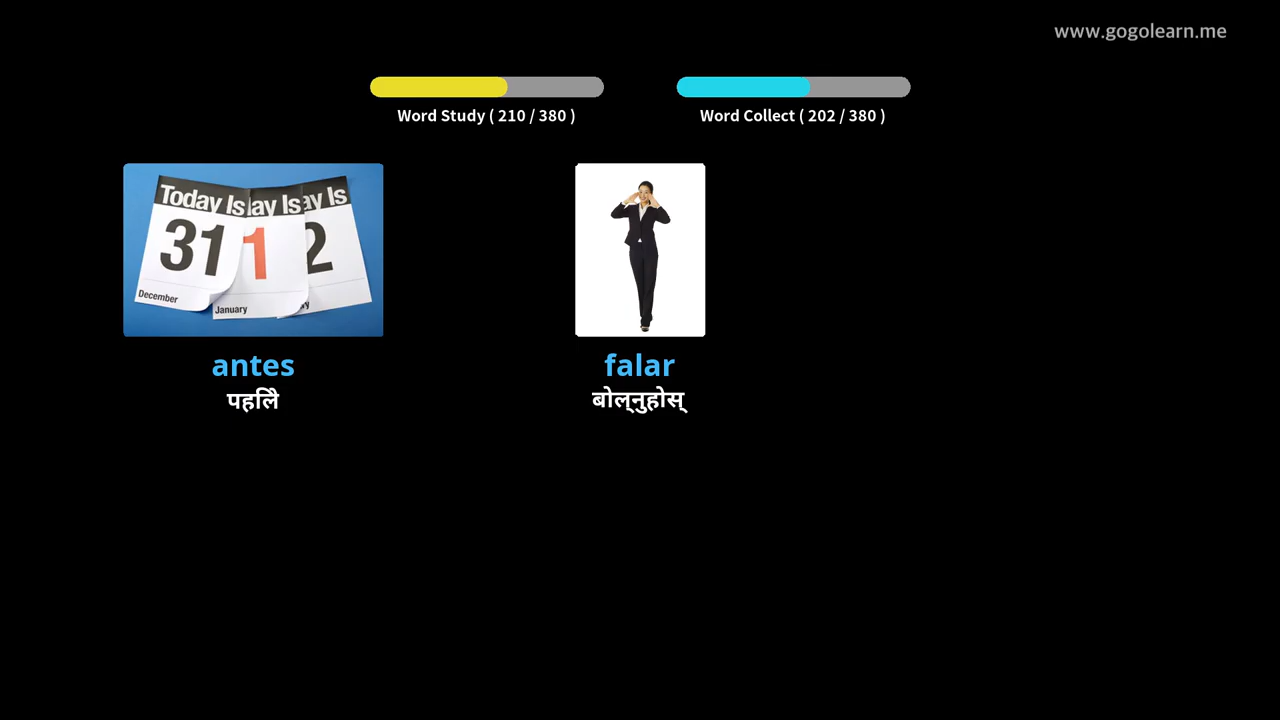 www.gogolearn.me
Word Study ( 210 / 380 )
Word Collect ( 202 / 380 )
Today Is
ay Is
ay Is
31
1
2
December
January
ry
antes
falar
पहिले
बोल्नुहोस्